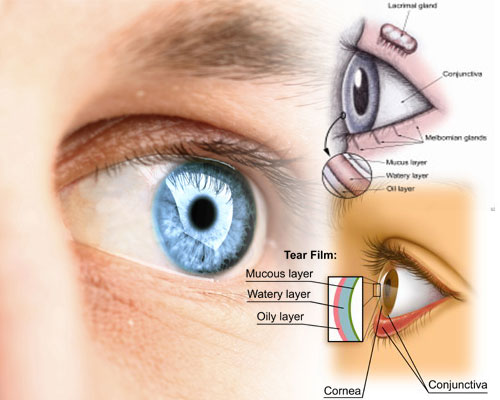 Lacrimal gland
Conjunctiva
Meibomian glands
Mucus layer
Watery layer
Oil layer
Tear Film:
Mucous layer
Watery layer
Oily layer
Cornea
Conjunctiva